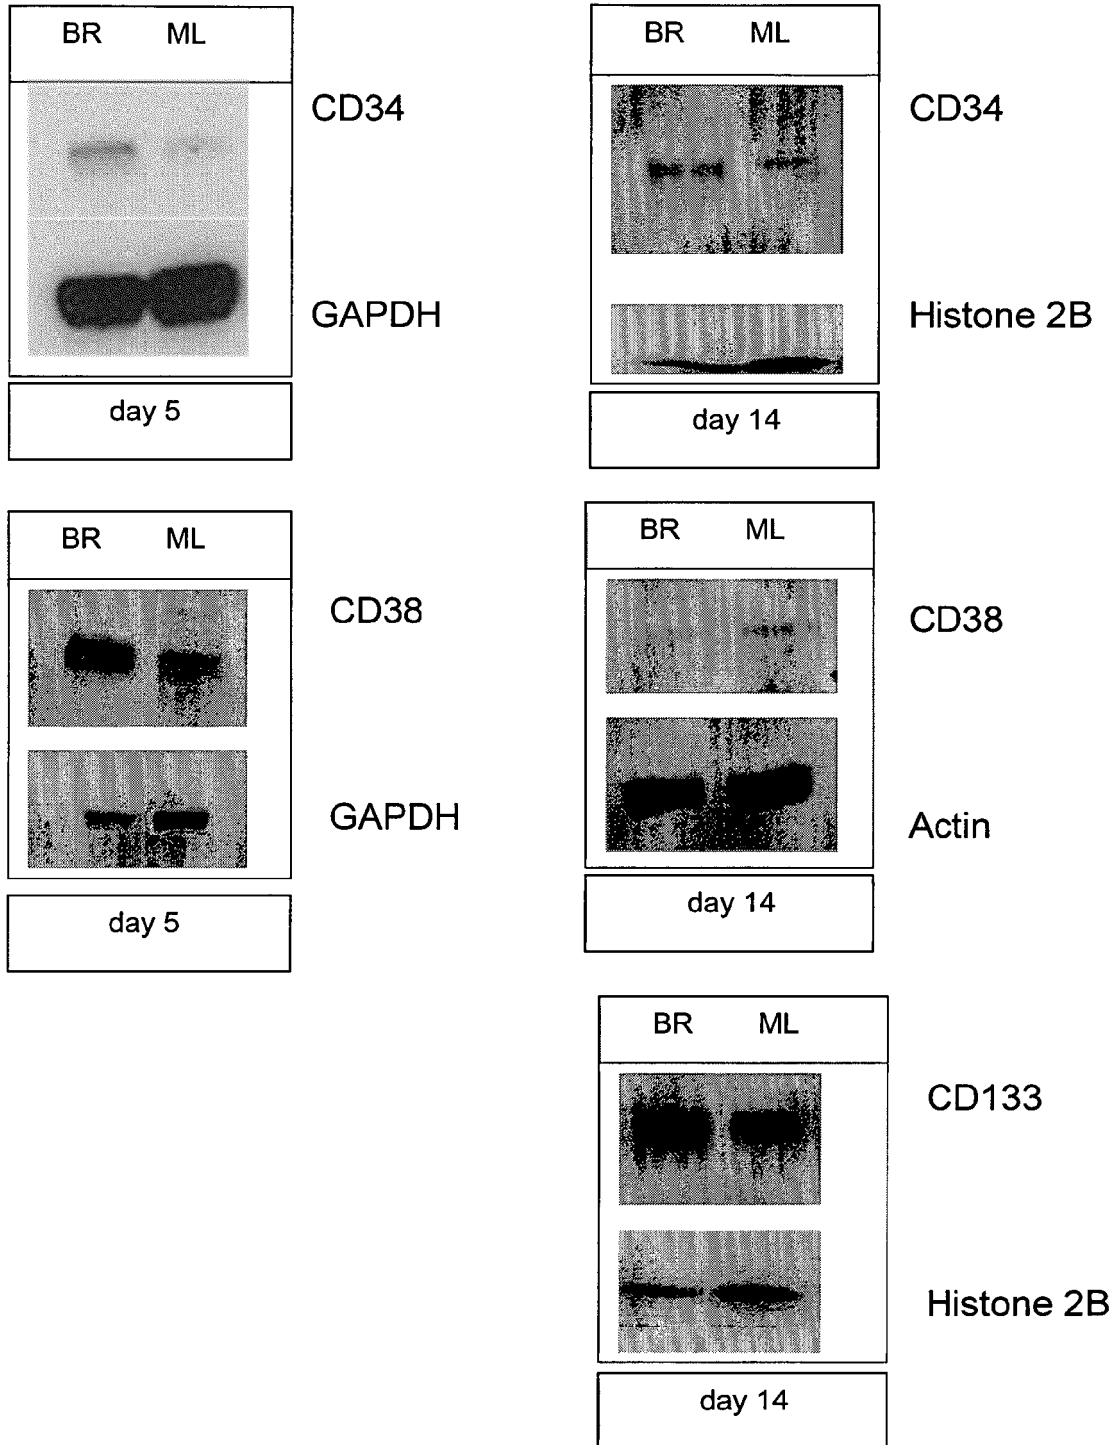 BR ML
CD34
GAPDH
day 5
BR ML
CD34
Histone 2B
day 14
BR ML
CD38
GAPDH
day 5
BR ML
CD38
Actin
day 14
BR ML
CD133
Histone 2B
day 14